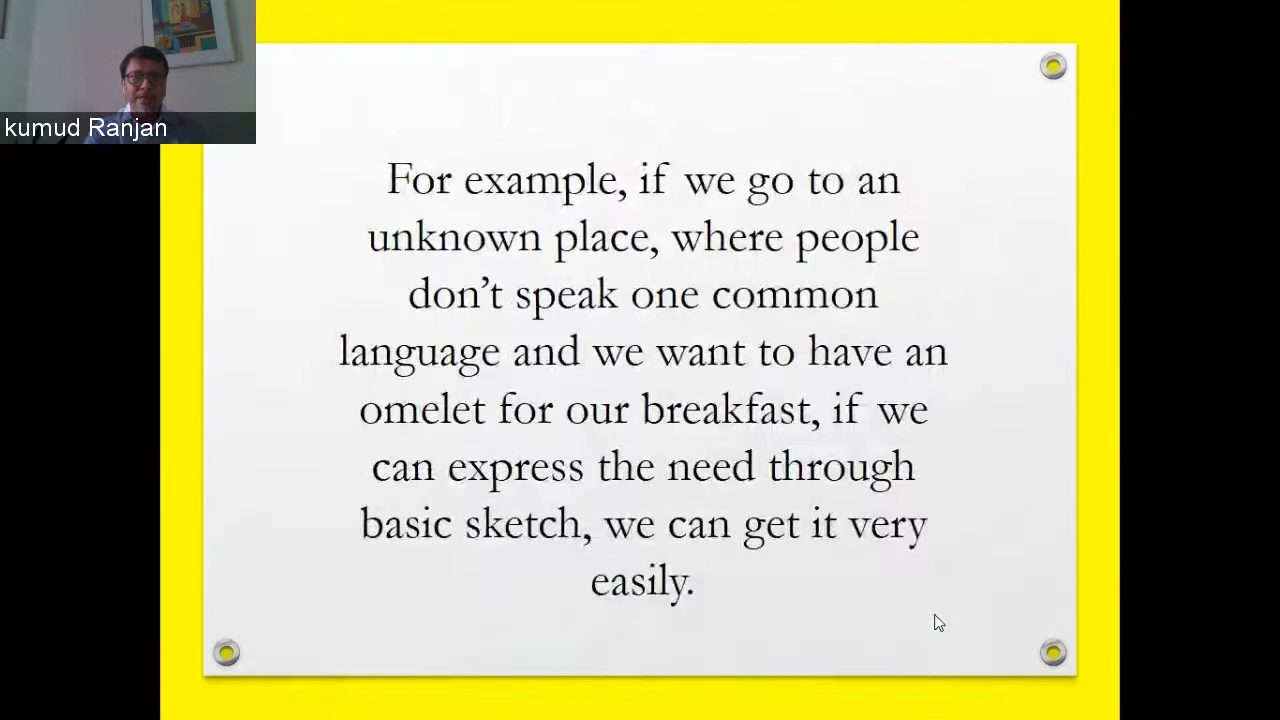 kumud Ranjan
For example, if we go to an
unknown place, where people
don’t speak one common
language and we want to have an
omelet for our breakfast, if we
can express the need through
basic sketch, we can get it very
easily.